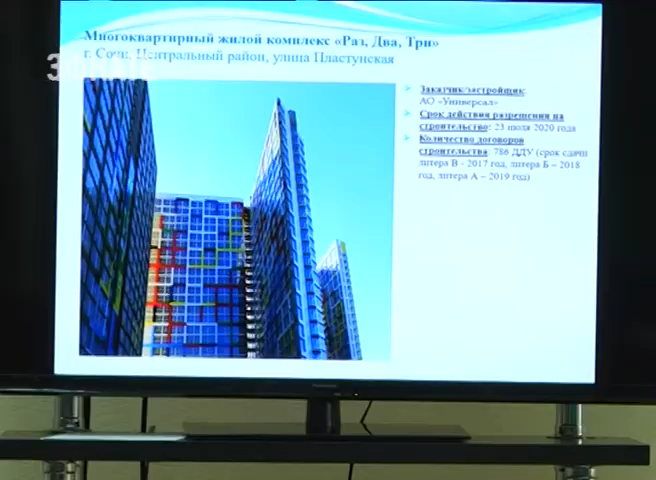 Многоквартирный жилой комплекс «Раз, Два, Три»
г. Сочи, Центральный район, улица Пластунская
Заказчик/застройщик:
АО «Универсал»
Срок действия разрешения на
строительство: 23 июля 2020 года
Количество договоров
строительства: 786 ДДУ (срок сдачи
литера В - 2017 год, литера Б – 2018
год, литера А – 2019 год)